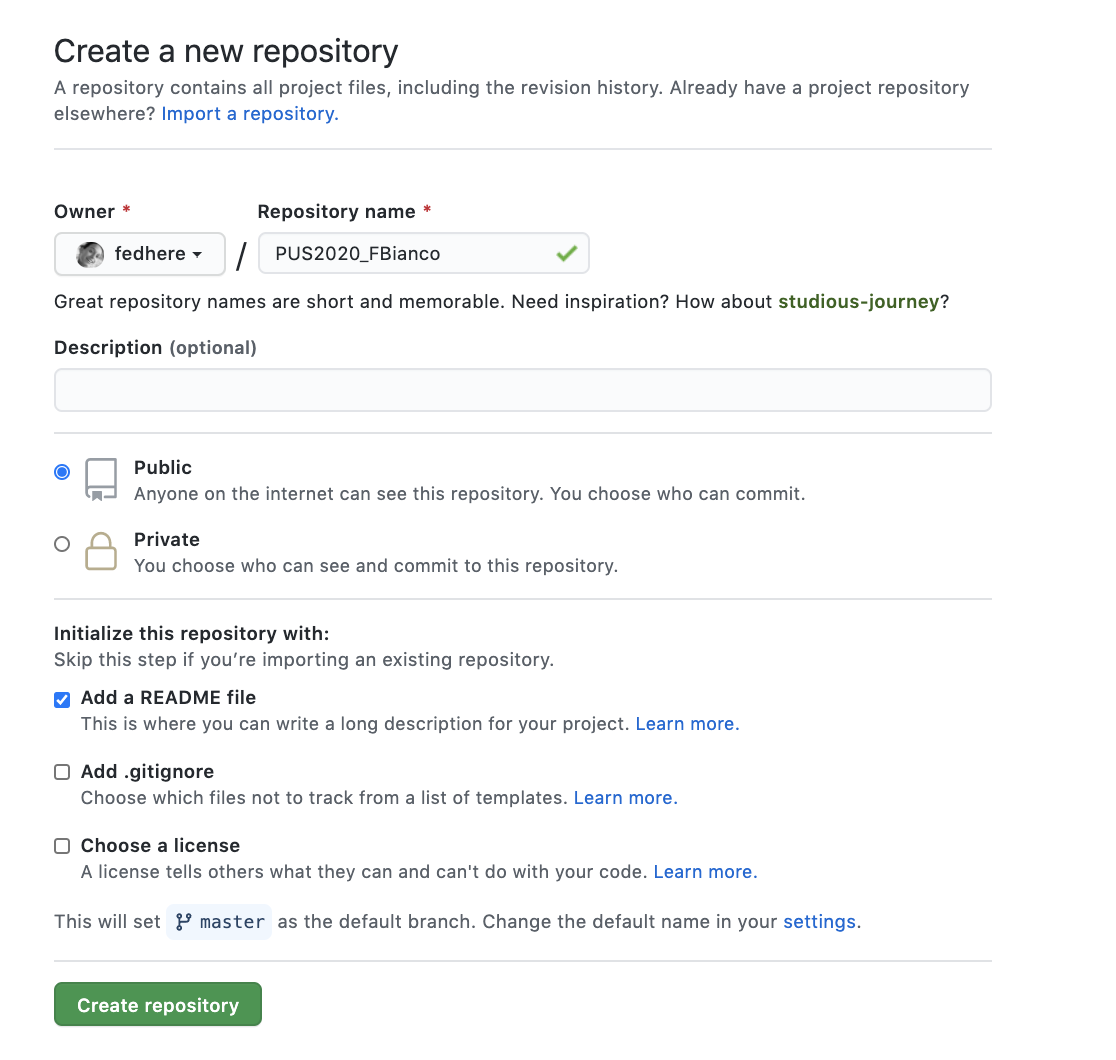 Create a new repository
A repository contains all project files, including the revision history. Already have a project repository
elsewhere? Import a repository.
Owner * Repository name *
fedhere / PUS2020_FBianco
Great repository names are short and memorable. Need inspiration? How about studious-journey?
Description (optional)
Public
Anyone on the internet can see this repository. You choose who can commit.
Private
You choose who can see and commit to this repository.
Initialize this repository with:
Skip this step if you’re importing an existing repository.
Add a README file
This is where you can write a long description for your project. Learn more.
Add .gitignore
Choose which files not to track from a list of templates. Learn more.
Choose a license
A license tells others what they can and can't do with your code. Learn more.
This will set master as the default branch. Change the default name in your settings.
Create repository